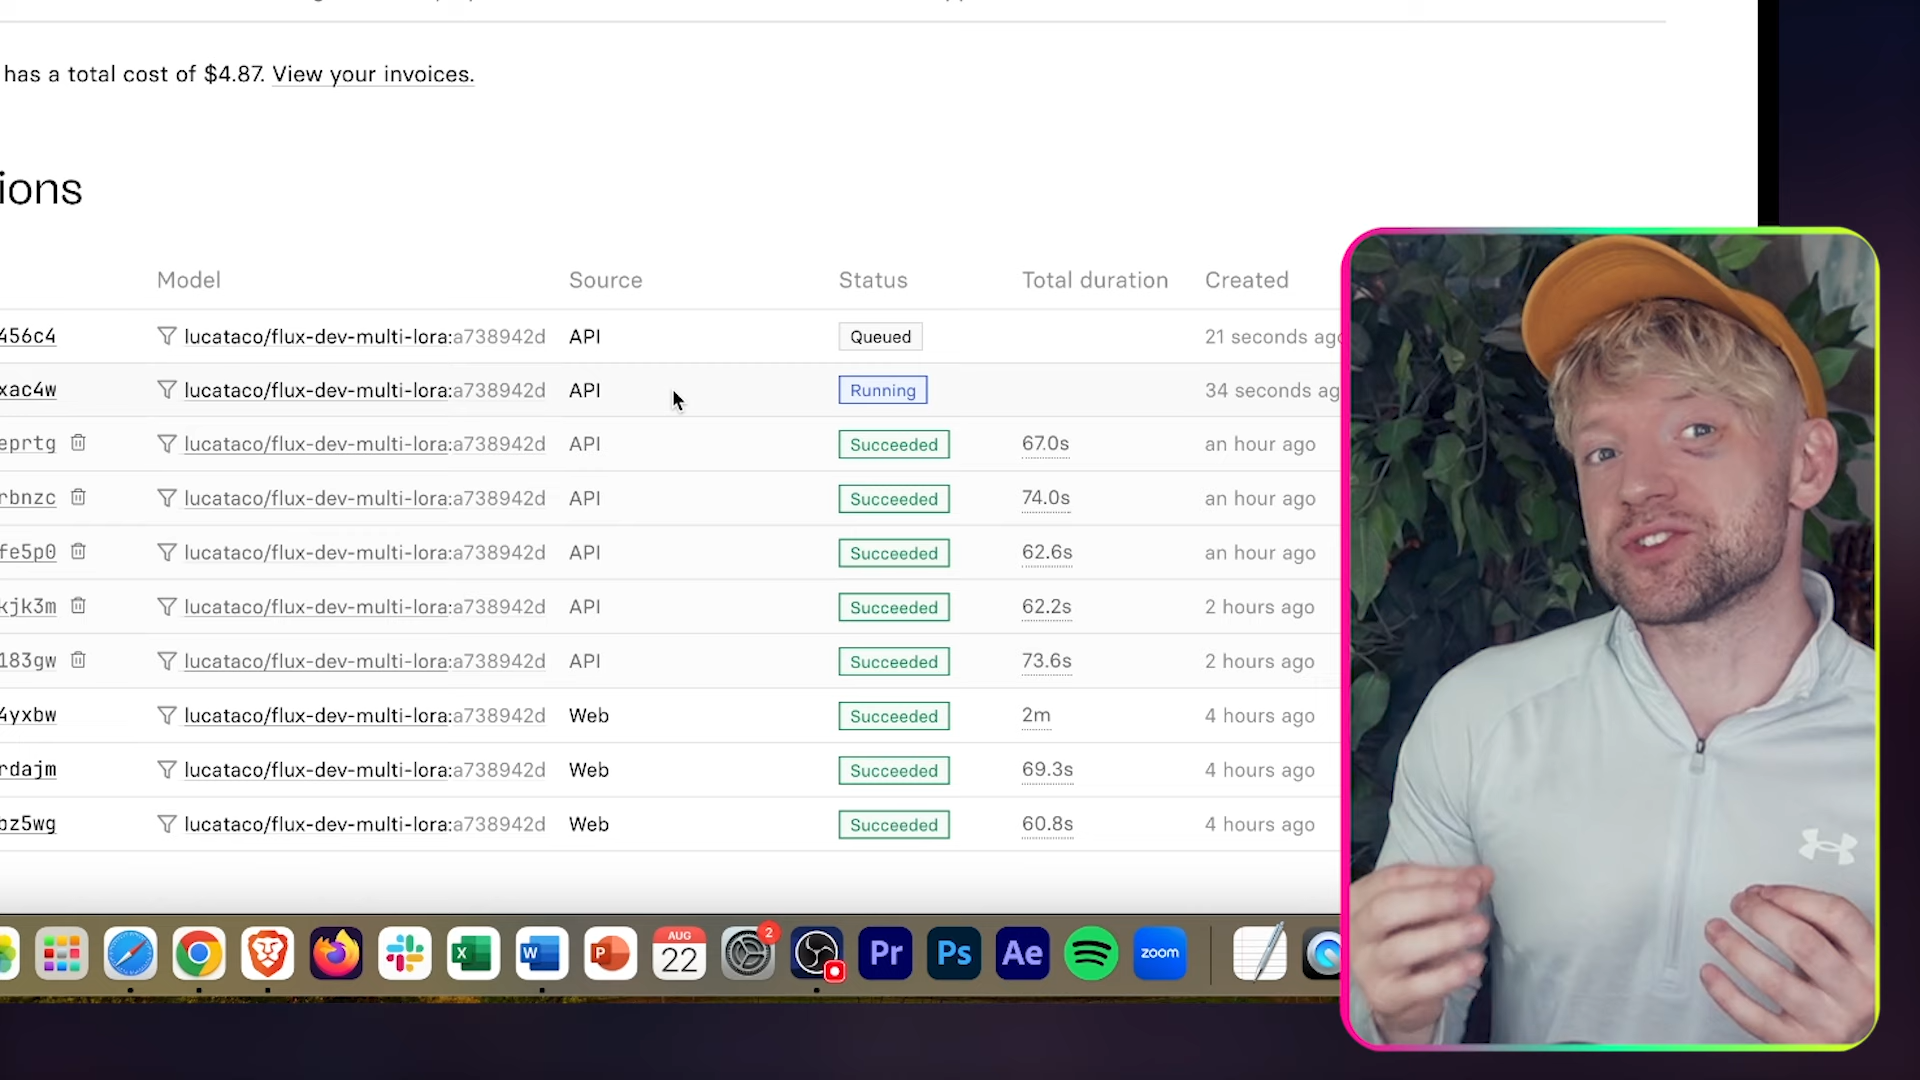 has a total cost of $4.87. View your invoices.
ions
Model Source Status Total duration Created
456c4 lucataco/flux-dev-multi-lora:a738942d API Queued 21 seconds ago
xac4w lucataco/flux-dev-multi-lora:a738942d API Running 34 seconds ag
eprtg lucataco/flux-dev-multi-lora:a738942d API Succeeded 67.0s an hour ago
rbnzc lucataco/flux-dev-multi-lora:a738942d API Succeeded 74.0s an hour ago
fe5p0 lucataco/flux-dev-multi-lora:a738942d API Succeeded 62.6s an hour ago
kjk3m lucataco/flux-dev-multi-lora:a738942d API Succeeded 62.2s 2 hours ago
183gw lucataco/flux-dev-multi-lora:a738942d API Succeeded 73.6s 2 hours ago
4yxbw lucataco/flux-dev-multi-lora:a738942d Web Succeeded 2m 4 hours ago
rdajm lucataco/flux-dev-multi-lora:a738942d Web Succeeded 69.3s 4 hours ago
bz5wg lucataco/flux-dev-multi-lora:a738942d Web Succeeded 60.8s 4 hours ago
X W P AUG 22 2 Pr Ps Ae zoom